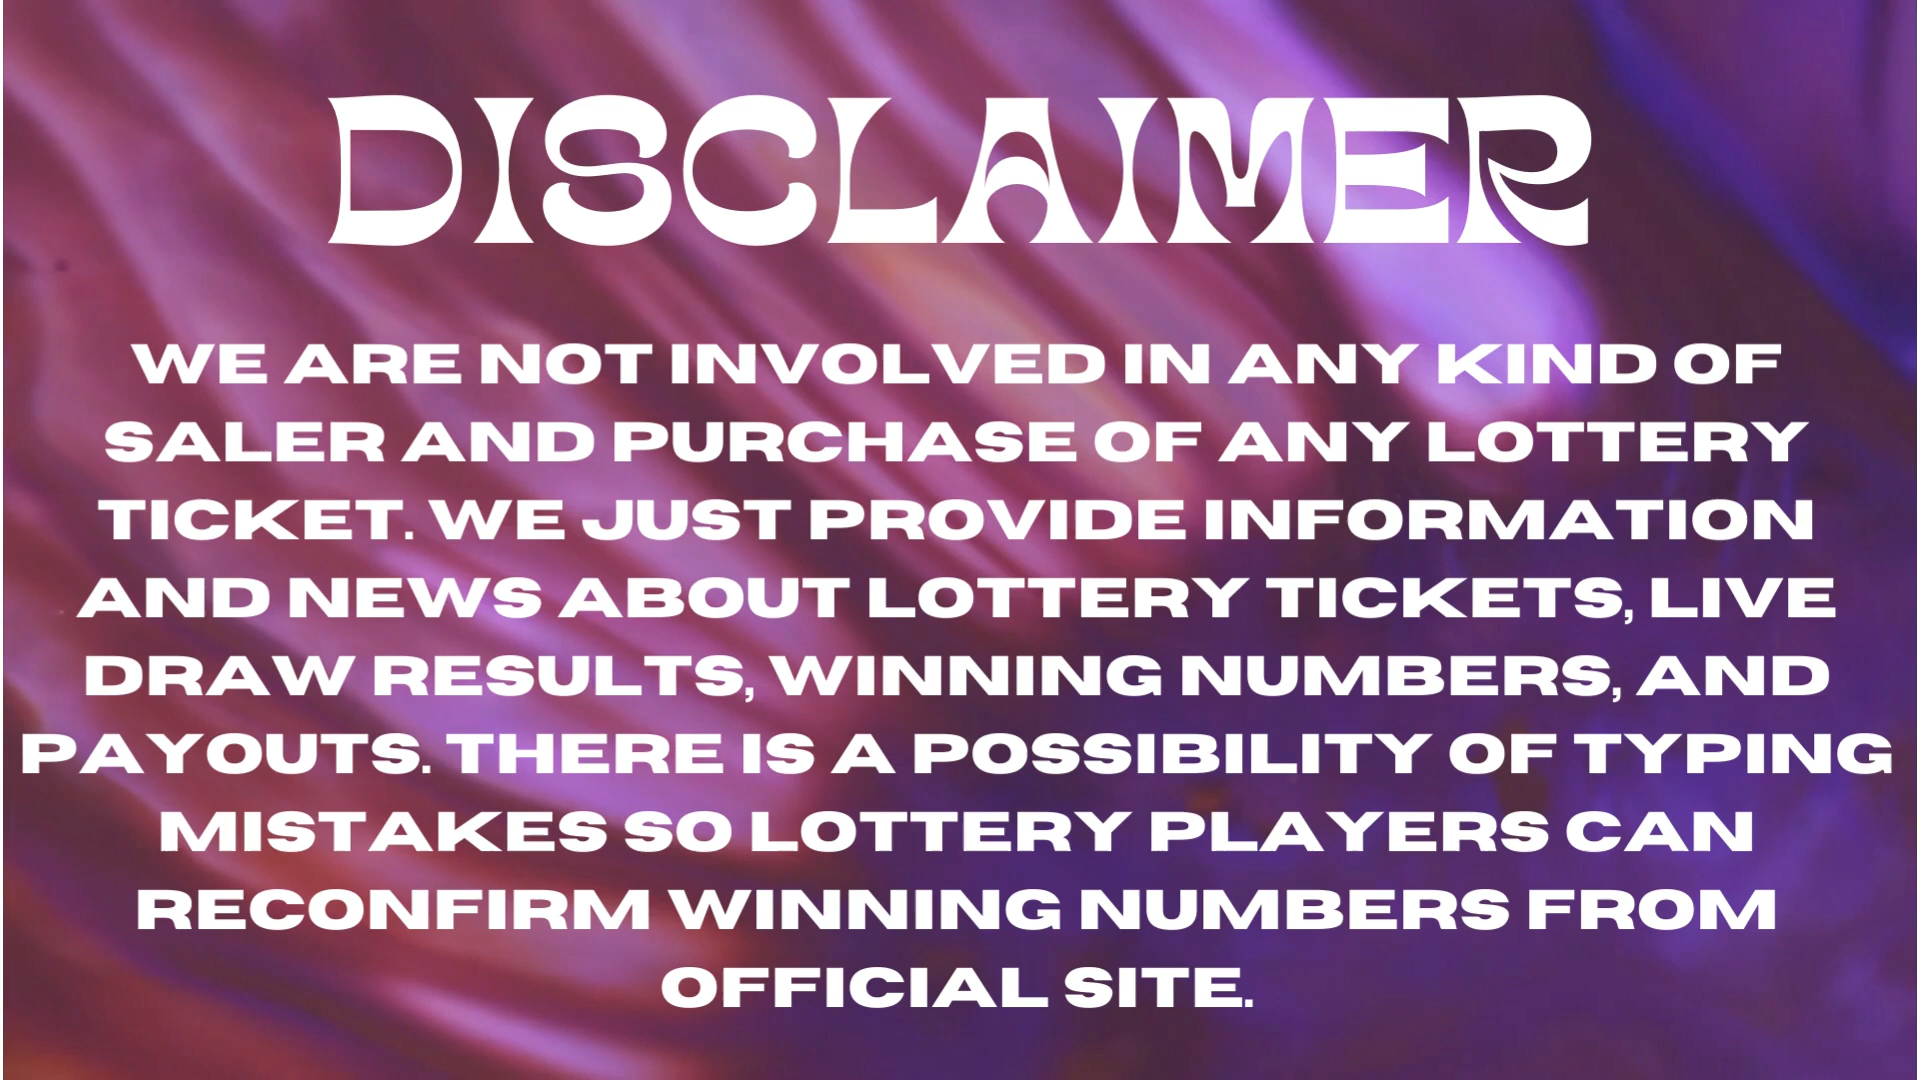 DISCLAIMER
WE ARE NOT INVOLVED IN ANY KIND OF
SALER AND PURCHASE OF ANY LOTTERY
TICKET. WE JUST PROVIDE INFORMATION
AND NEWS ABOUT LOTTERY TICKETS, LIVE
DRAW RESULTS, WINNING NUMBERS, AND
PAYOUTS. THERE IS A POSSIBILITY OF TYPING
MISTAKES SO LOTTERY PLAYERS CAN
RECONFIRM WINNING NUMBERS FROM
OFFICIAL SITE.